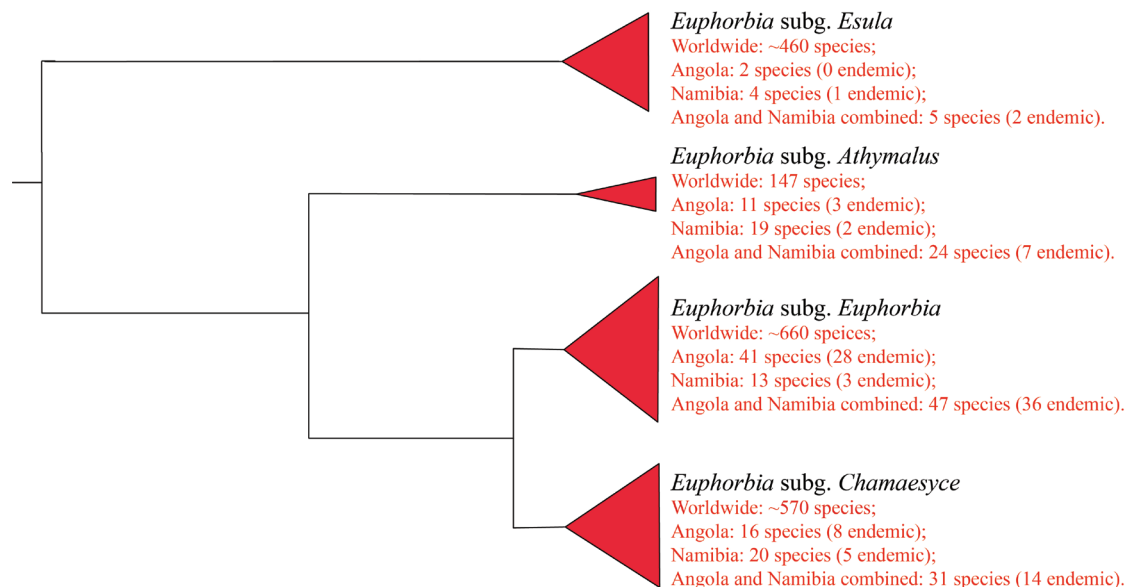 Euphorbia subg. Esula
Worldwide: ~460 species;
Angola: 2 species (0 endemic);
Namibia: 4 species (1 endemic);
Angola and Namibia combined: 5 species (2 endemic).
Euphorbia subg. Athymalus
Worldwide: 147 species;
Angola: 11 species (3 endemic);
Namibia: 19 species (2 endemic);
Angola and Namibia combined: 24 species (7 endemic).
Euphorbia subg. Euphorbia
Worldwide: ~660 speices;
Angola: 41 species (28 endemic);
Namibia: 13 species (3 endemic);
Angola and Namibia combined: 47 species (36 endemic).
Euphorbia subg. Chamaesyce
Worldwide: ~570 species;
Angola: 16 species (8 endemic);
Namibia: 20 species (5 endemic);
Angola and Namibia combined: 31 species (14 endemic).